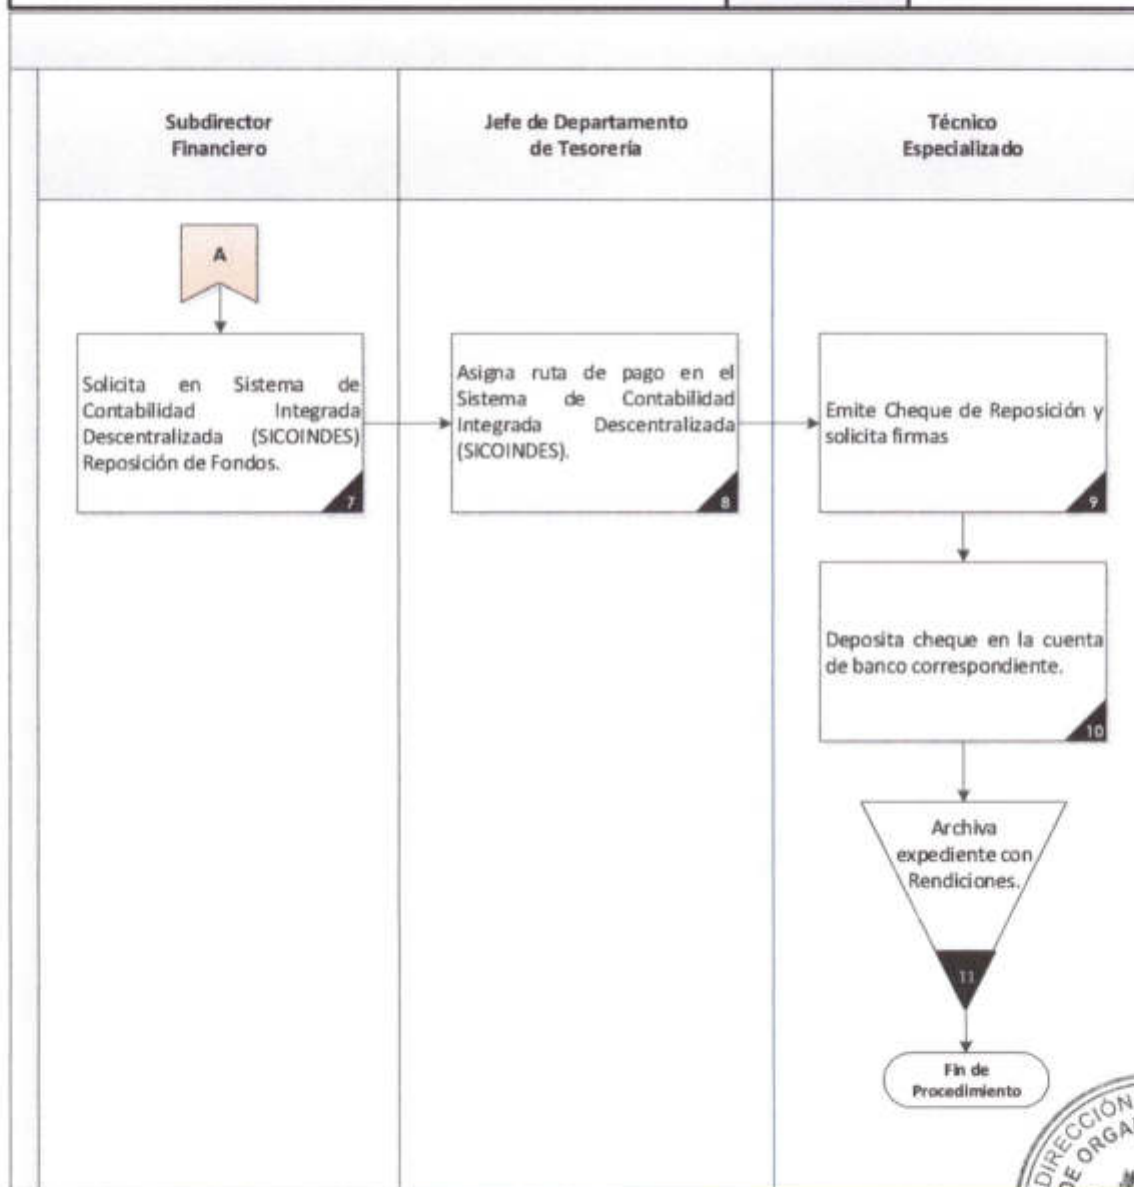 Subdirector
Financiero
Jefe de Departamento
de Tesorería
Técnico
Especializado
A
Solicita en Sistema de
Contabilidad Integrada
Descentralizada (SICOINDES)
Reposición de Fondos.
7
Asigna ruta de pago en el
Sistema de Contabilidad
Integrada Descentralizada
(SICOINDES).
8
Emite Cheque de Reposición y
solicita firmas
9
Deposita cheque en la cuenta
de banco correspondiente.
10
Archiva
expediente con
Rendiciones.
11
Fin de
Procedimiento
DIRECCIÓN
DE